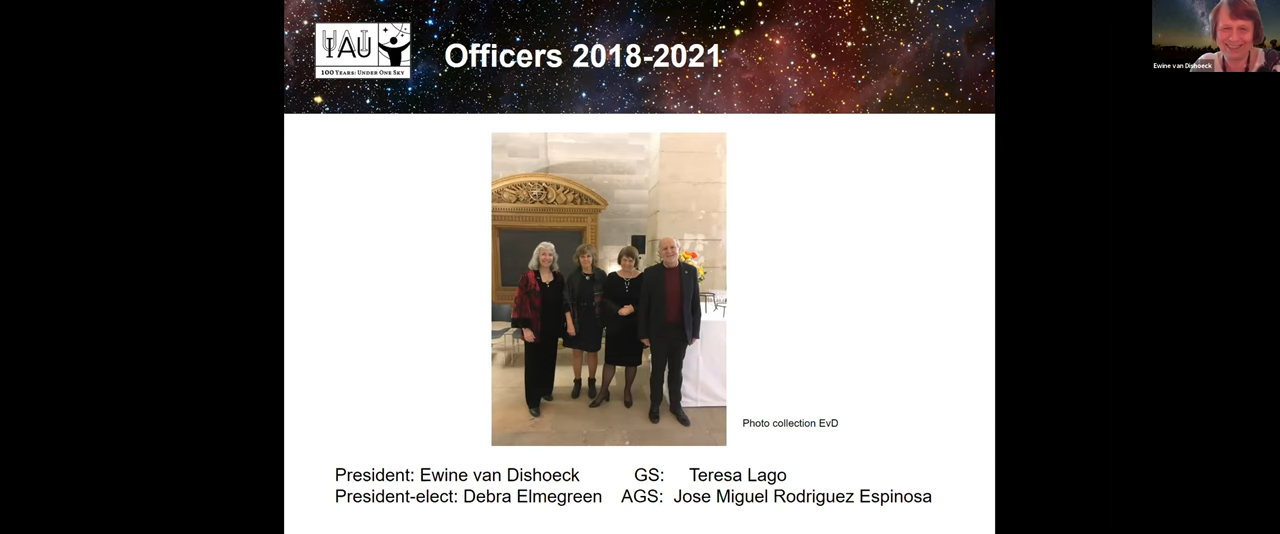 IAU
100 Years: Under One Sky
Officers 2018-2021
Ewine van Dishoeck
Photo collection EvD
President: Ewine van Dishoeck GS: Teresa Lago
President-elect: Debra Elmegreen AGS: Jose Miguel Rodriguez Espinosa